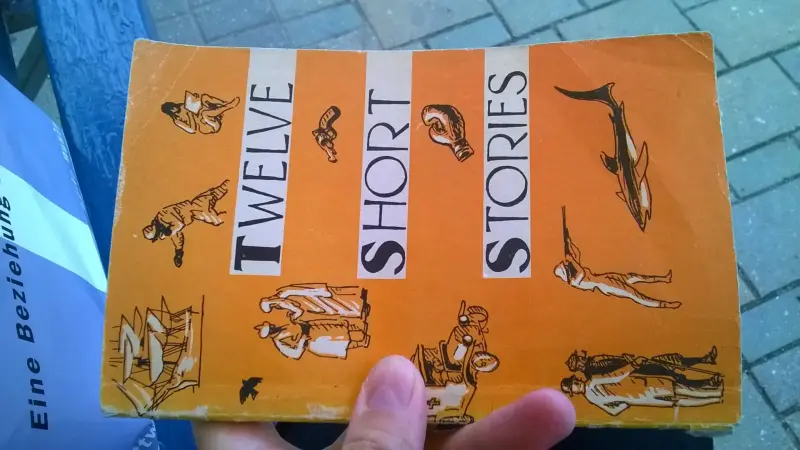 TWELVE
SHORT
STORIES
Eine Beziehung